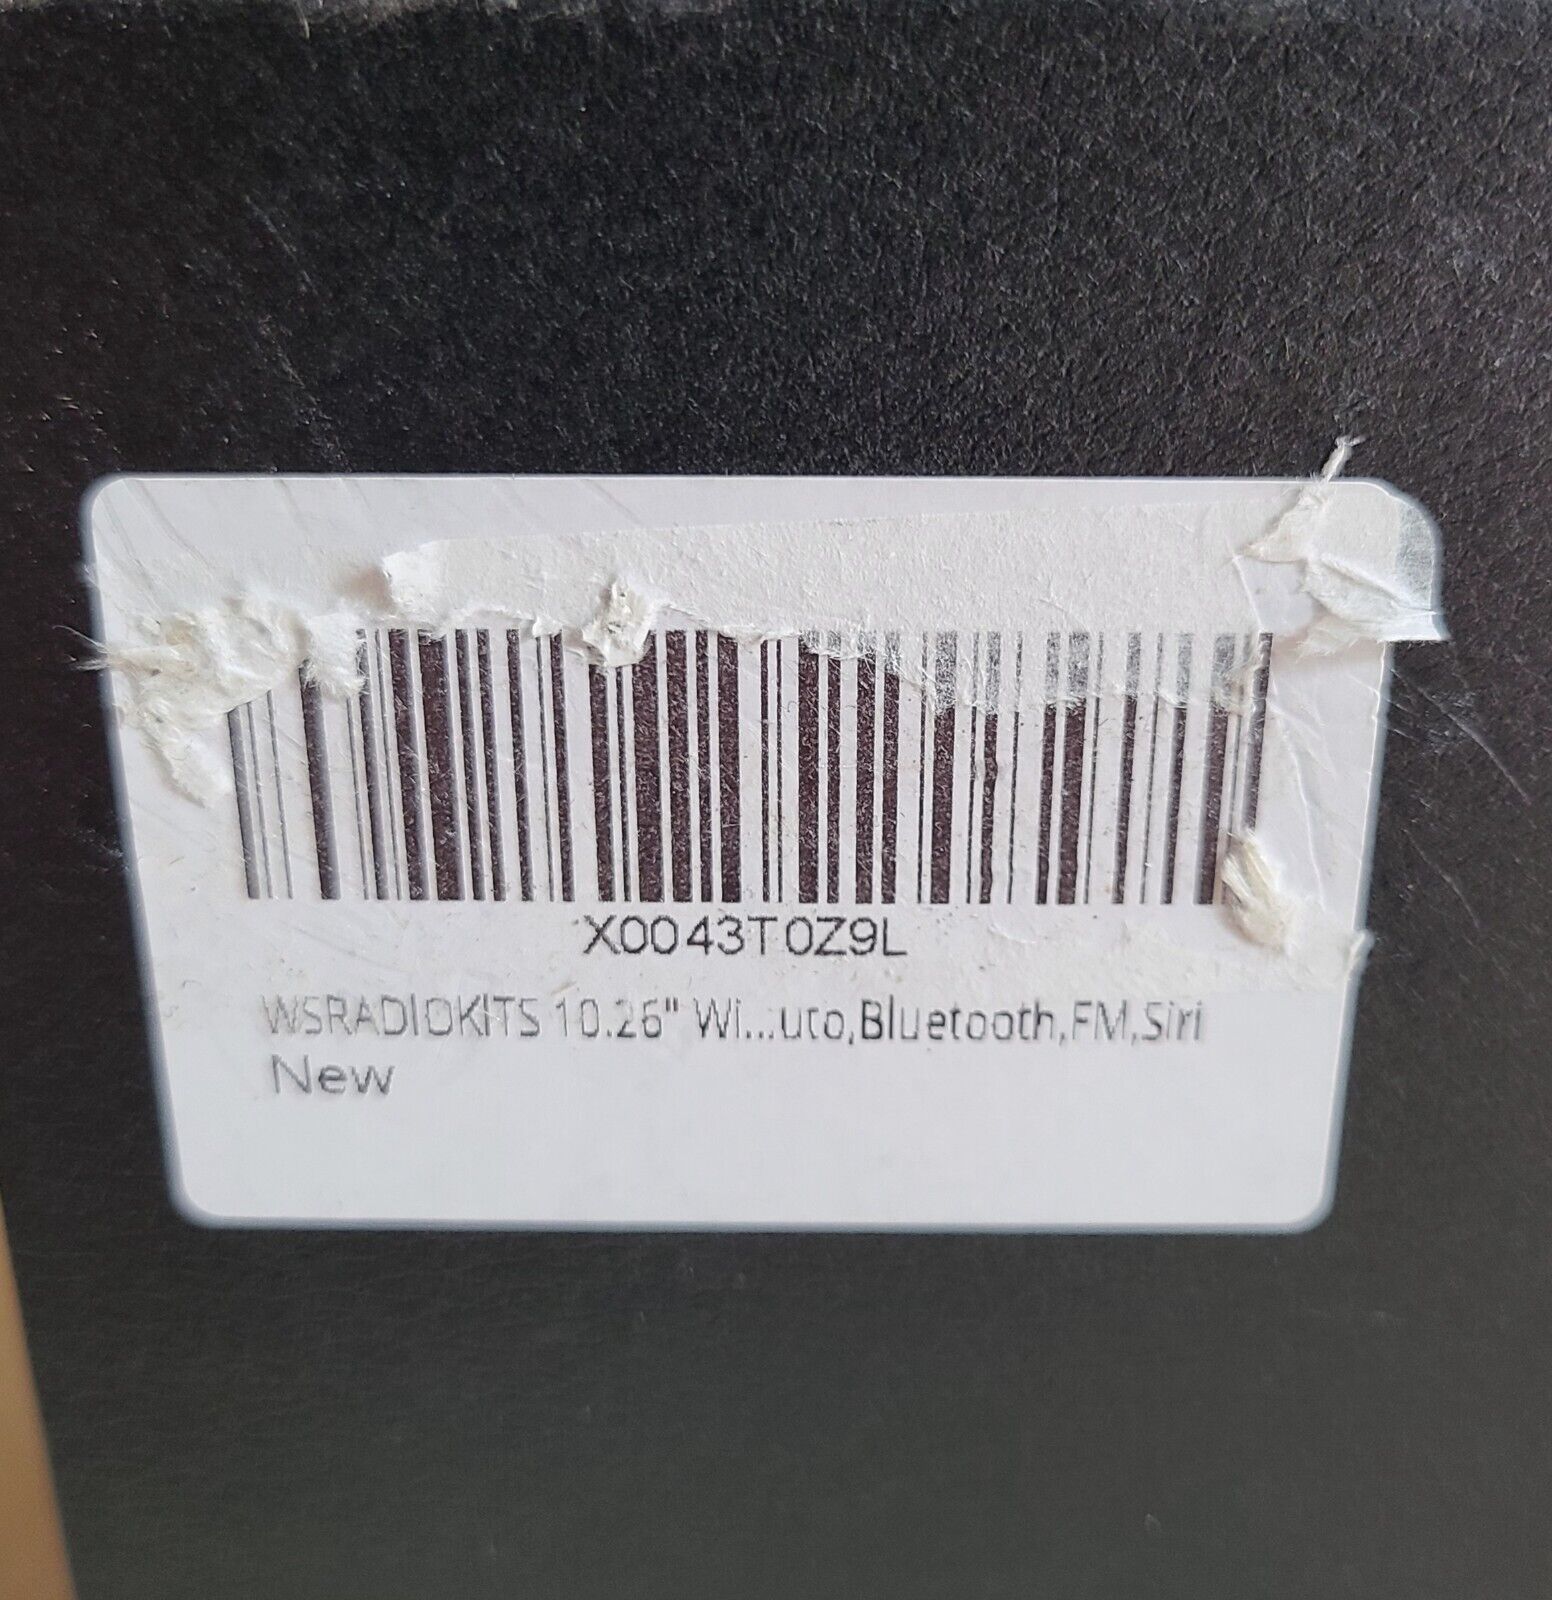 X0043T0Z9L
WSRADIOKITS 10.26" Wi...uto,Bluetooth,FM,Siri
New